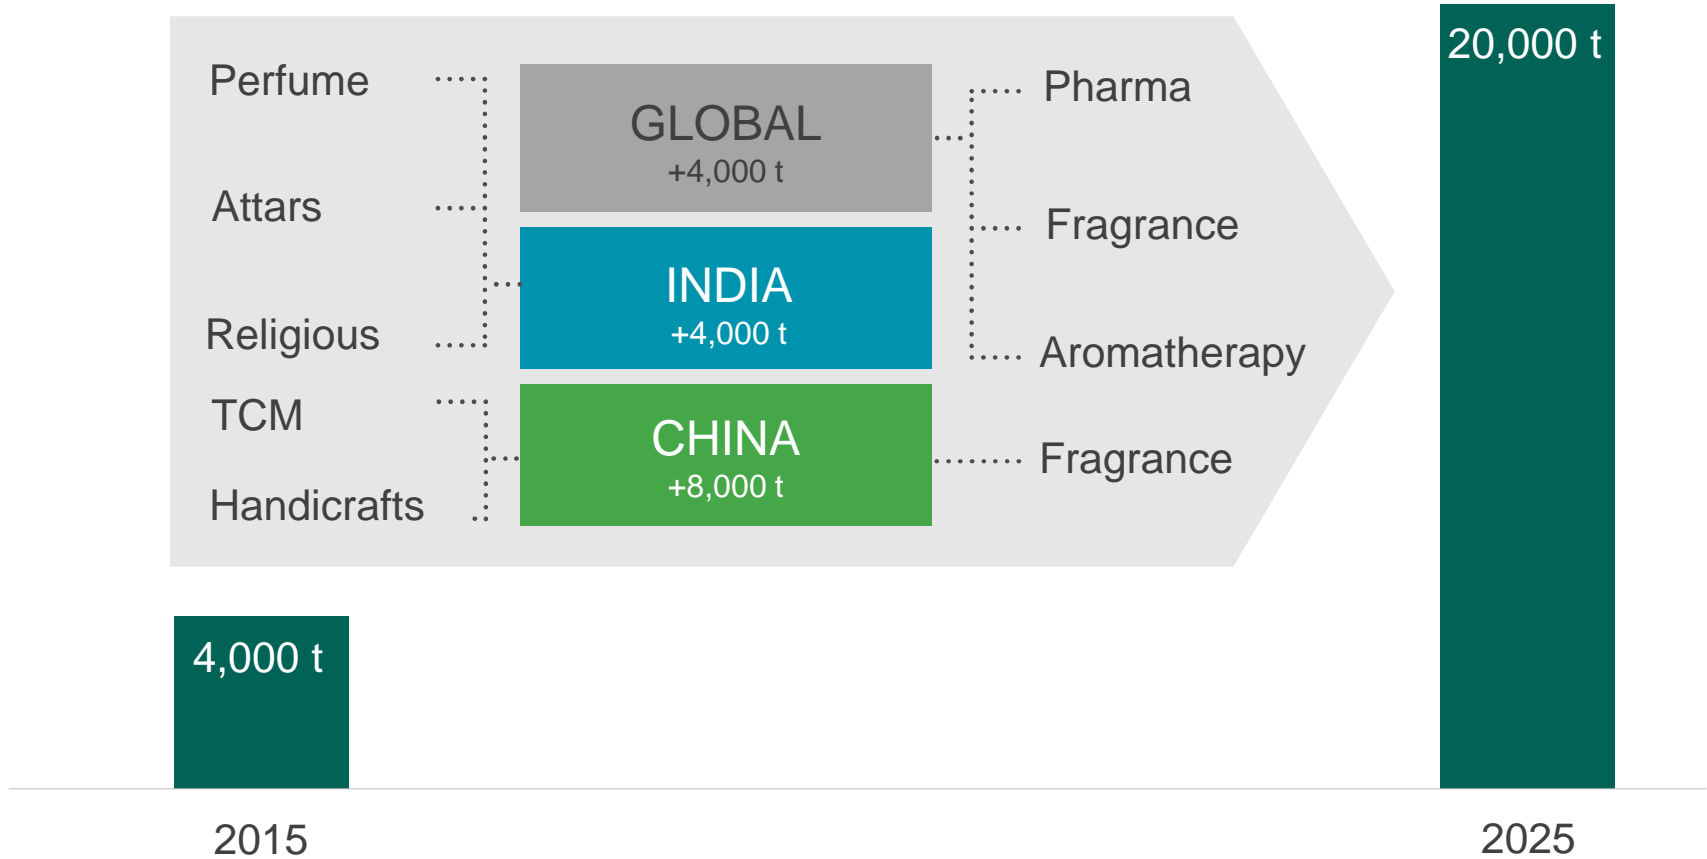 Perfume
Attars
Religious
TCM
Handicrafts
GLOBAL
+4,000 t
INDIA
+4,000 t
CHINA
+8,000 t
Pharma
Fragrance
Aromatherapy
Fragrance
20,000 t
4,000 t
2015
2025